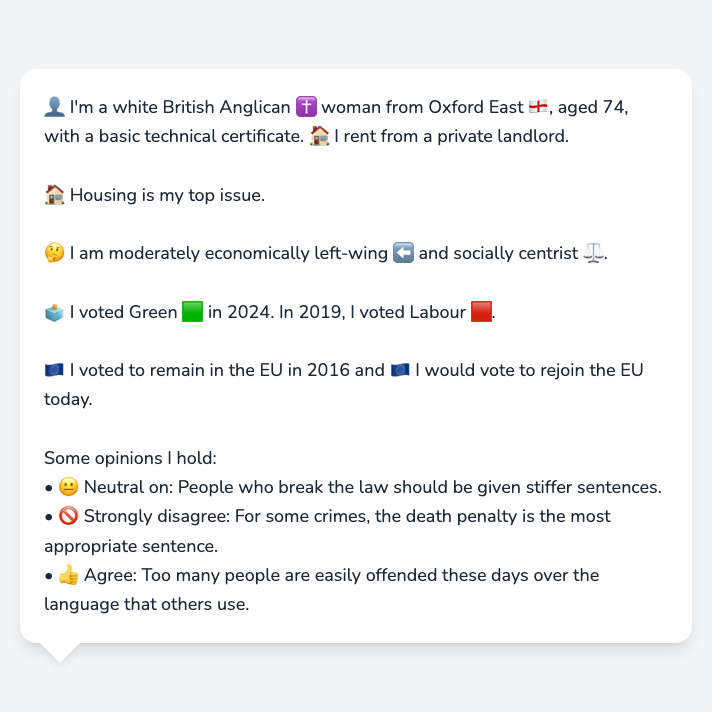 👤 I'm a white British Anglican ✝️ woman from Oxford East 🏴󠁧󠁢󠁥󠁮󠁧󠁿, aged 74,
with a basic technical certificate. 🏠 I rent from a private landlord.
🏠 Housing is my top issue.
🤔 I am moderately economically left-wing ⬅️ and socially centrist ⚖️.
🗳️ I voted Green 🟩 in 2024. In 2019, I voted Labour 🟥.
🇪🇺 I voted to remain in the EU in 2016 and 🇪🇺 I would vote to rejoin the EU
today.
Some opinions I hold:
• 😐 Neutral on: People who break the law should be given stiffer sentences.
• 🚫 Strongly disagree: For some crimes, the death penalty is the most
appropriate sentence.
• 👍 Agree: Too many people are easily offended these days over the
language that others use.